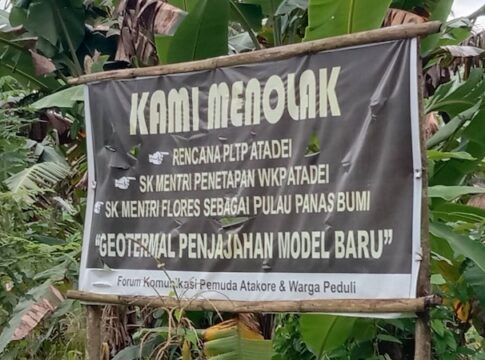 KAMI MENOLAK
RENCANA PLTP ATADEI
SK MENTRI PENETAPAN WKP ATADEI
SK MENTRI FLORES SEBAGAI PULAU PANAS BUMI
"GEOTERMAL PENJAJAHAN MODEL BARU"
Forum Komunikasi Pemuda Atakore & Warga Peduli